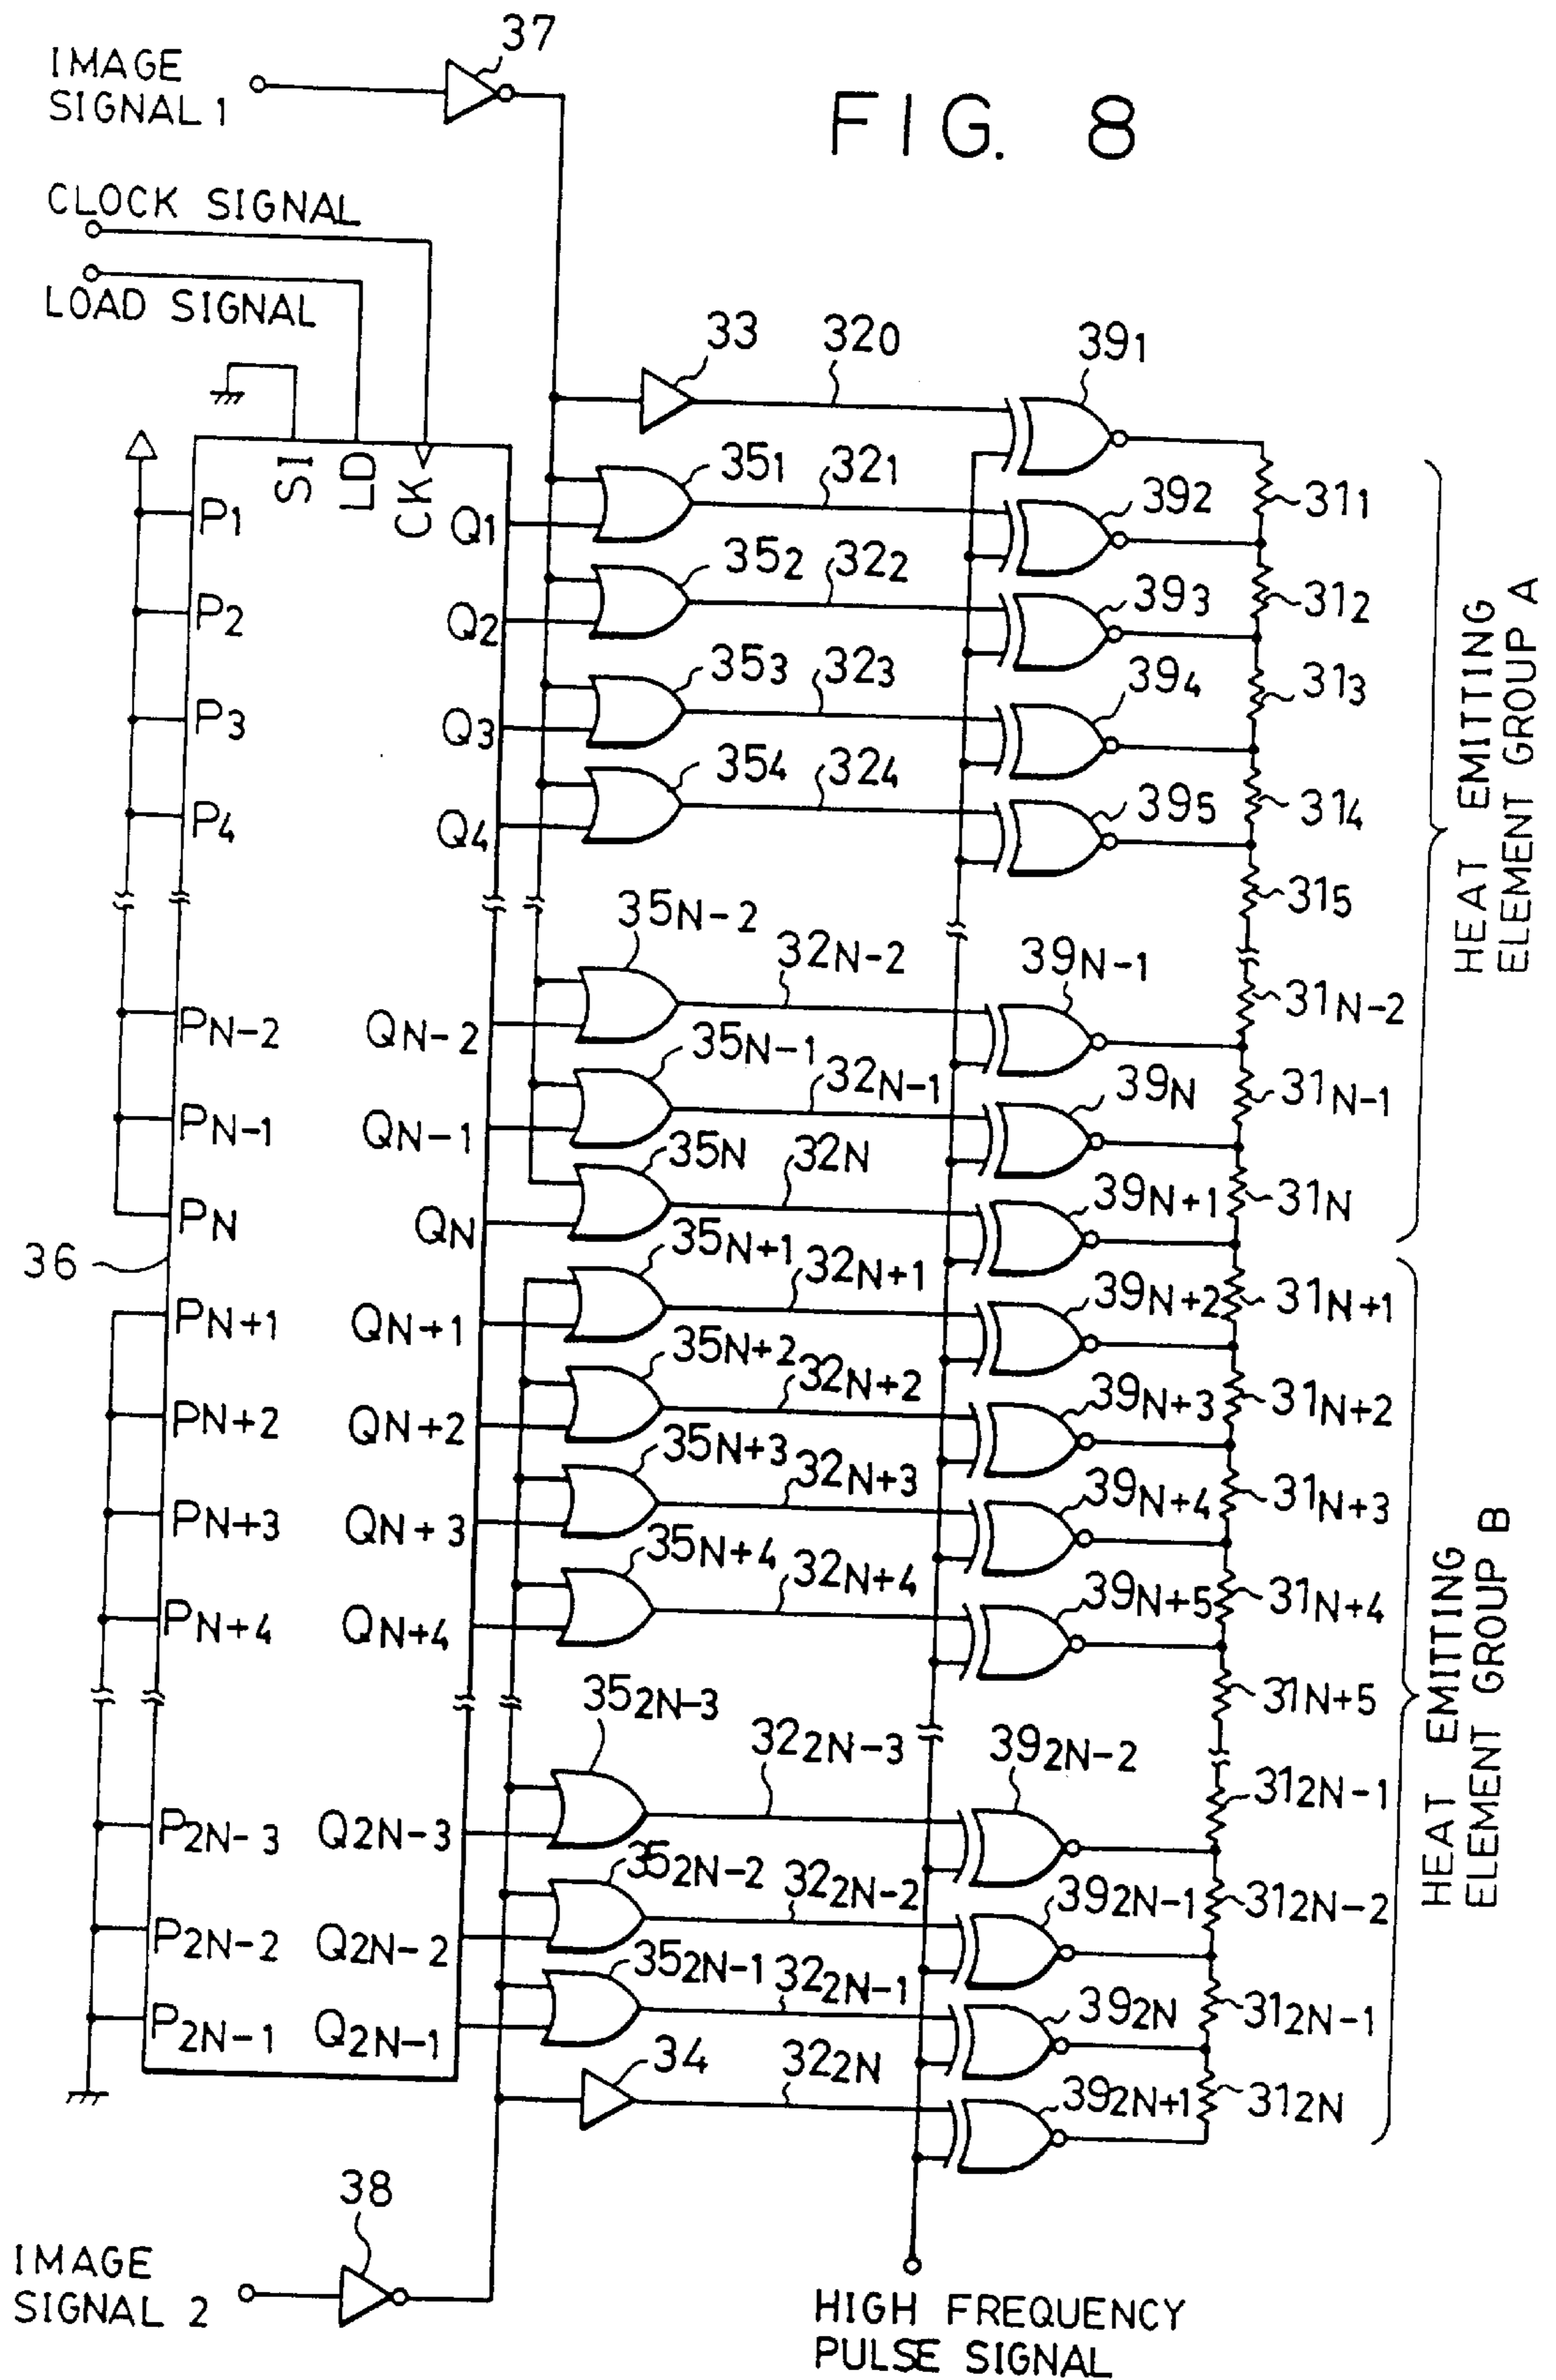 37
IMAGE
SIGNAL 1
FIG. 8
CLOCK SIGNAL
LOAD SIGNAL
33
32₀
39₁
SI
LD
CK
P₁
Q₁
35₁
32₁
39₂
31₁
P₂
Q₂
35₂
32₂
39₃
31₂
P₃
Q₃
35₃
32₃
39₄
31₃
P₄
Q₄
35₄
32₄
39₅
31₄
31₅
HEAT EMITTING
ELEMENT GROUP A
PN-2
QN-2
35N-2
32N-2
39N-1
31N-2
PN-1
QN-1
35N-1
32N-1
39N
31N-1
PN
QN
35N
32N
39N+1
31N
36
PN+1
QN+1
35N+1
32N+1
39N+2
31N+1
PN+2
QN+2
35N+2
32N+2
39N+3
31N+2
PN+3
QN+3
35N+3
32N+3
39N+4
31N+3
PN+4
QN+4
35N+4
32N+4
39N+5
31N+4
31N+5
HEAT EMITTING
ELEMENT GROUP B
P2N-3
Q2N-3
352N-3
322N-3
392N-2
312N-1
P2N-2
Q2N-2
352N-2
322N-2
392N-1
312N-2
P2N-1
Q2N-1
352N-1
322N-1
392N
312N-1
34
322N
392N+1
312N
38
IMAGE
SIGNAL 2
HIGH FREQUENCY
PULSE SIGNAL